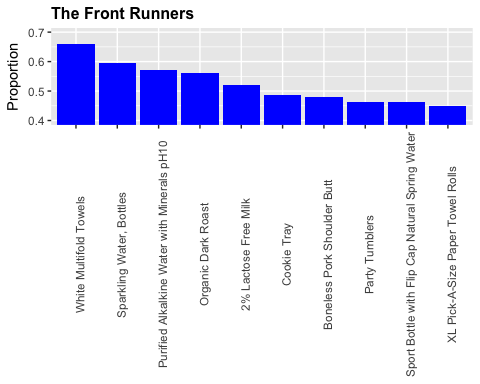 The Front Runners
Proportion
0.7
0.6
0.5
0.4
White Multifold Towels
Sparkling Water, Bottles
Purified Alkalkine Water with Minerals pH10
Organic Dark Roast
2% Lactose Free Milk
Cookie Tray
Boneless Pork Shoulder Butt
Party Tumblers
Sport Bottle with Flip Cap Natural Spring Water
XL Pick-A-Size Paper Towel Rolls